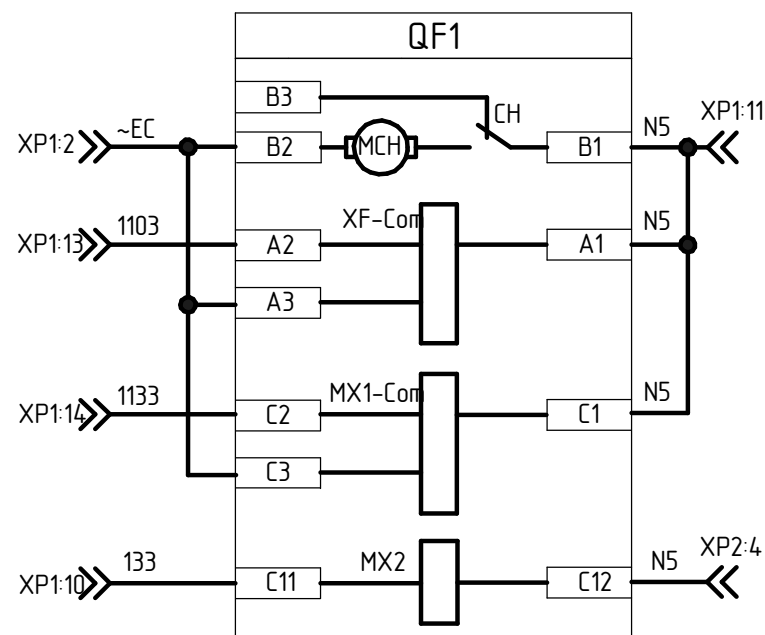 QF1
B3
CH
XP1:11
~EC
N5
XP1:2
B2
MCH
B1
1103
XF-Com
N5
XP1:13
A2
A1
A3
1133
MX1-Com
N5
XP1:14
C2
C1
C3
133
MX2
N5
XP2:4
XP1:10
C11
C12